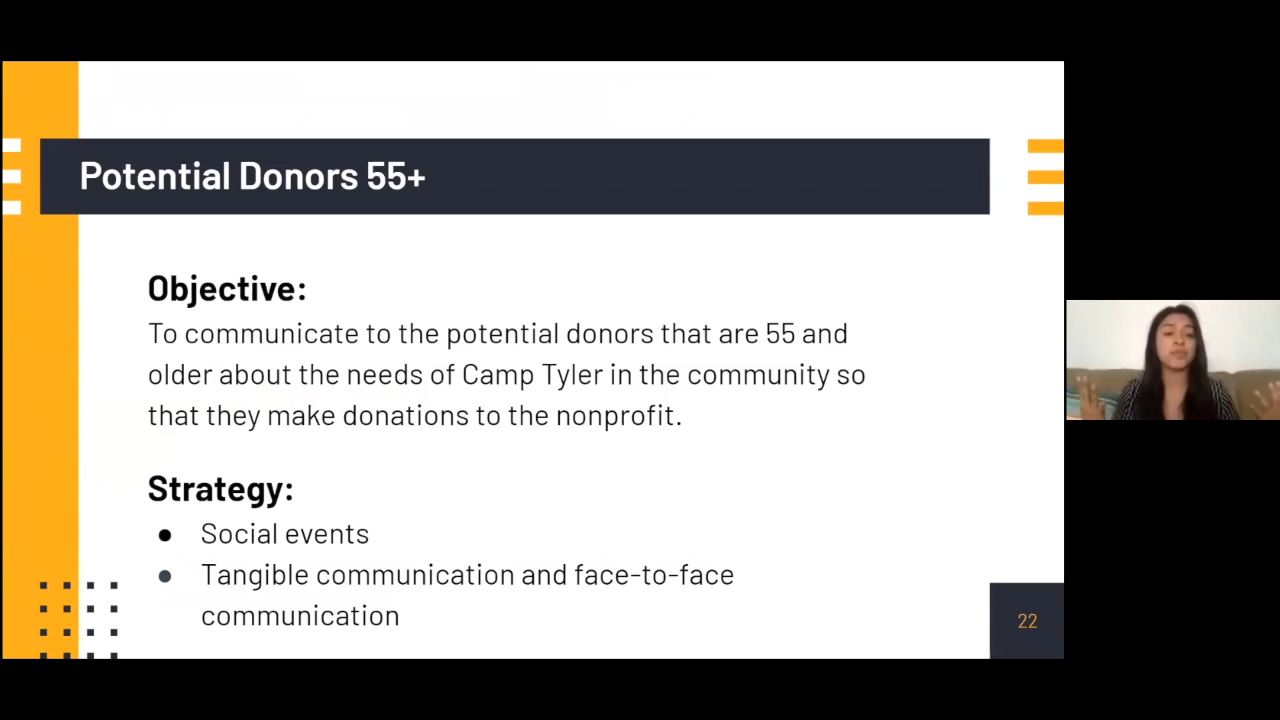 Potential Donors 55+
Objective:
To communicate to the potential donors that are 55 and
older about the needs of Camp Tyler in the community so
that they make donations to the nonprofit.
Strategy:
● Social events
● Tangible communication and face-to-face
communication
22